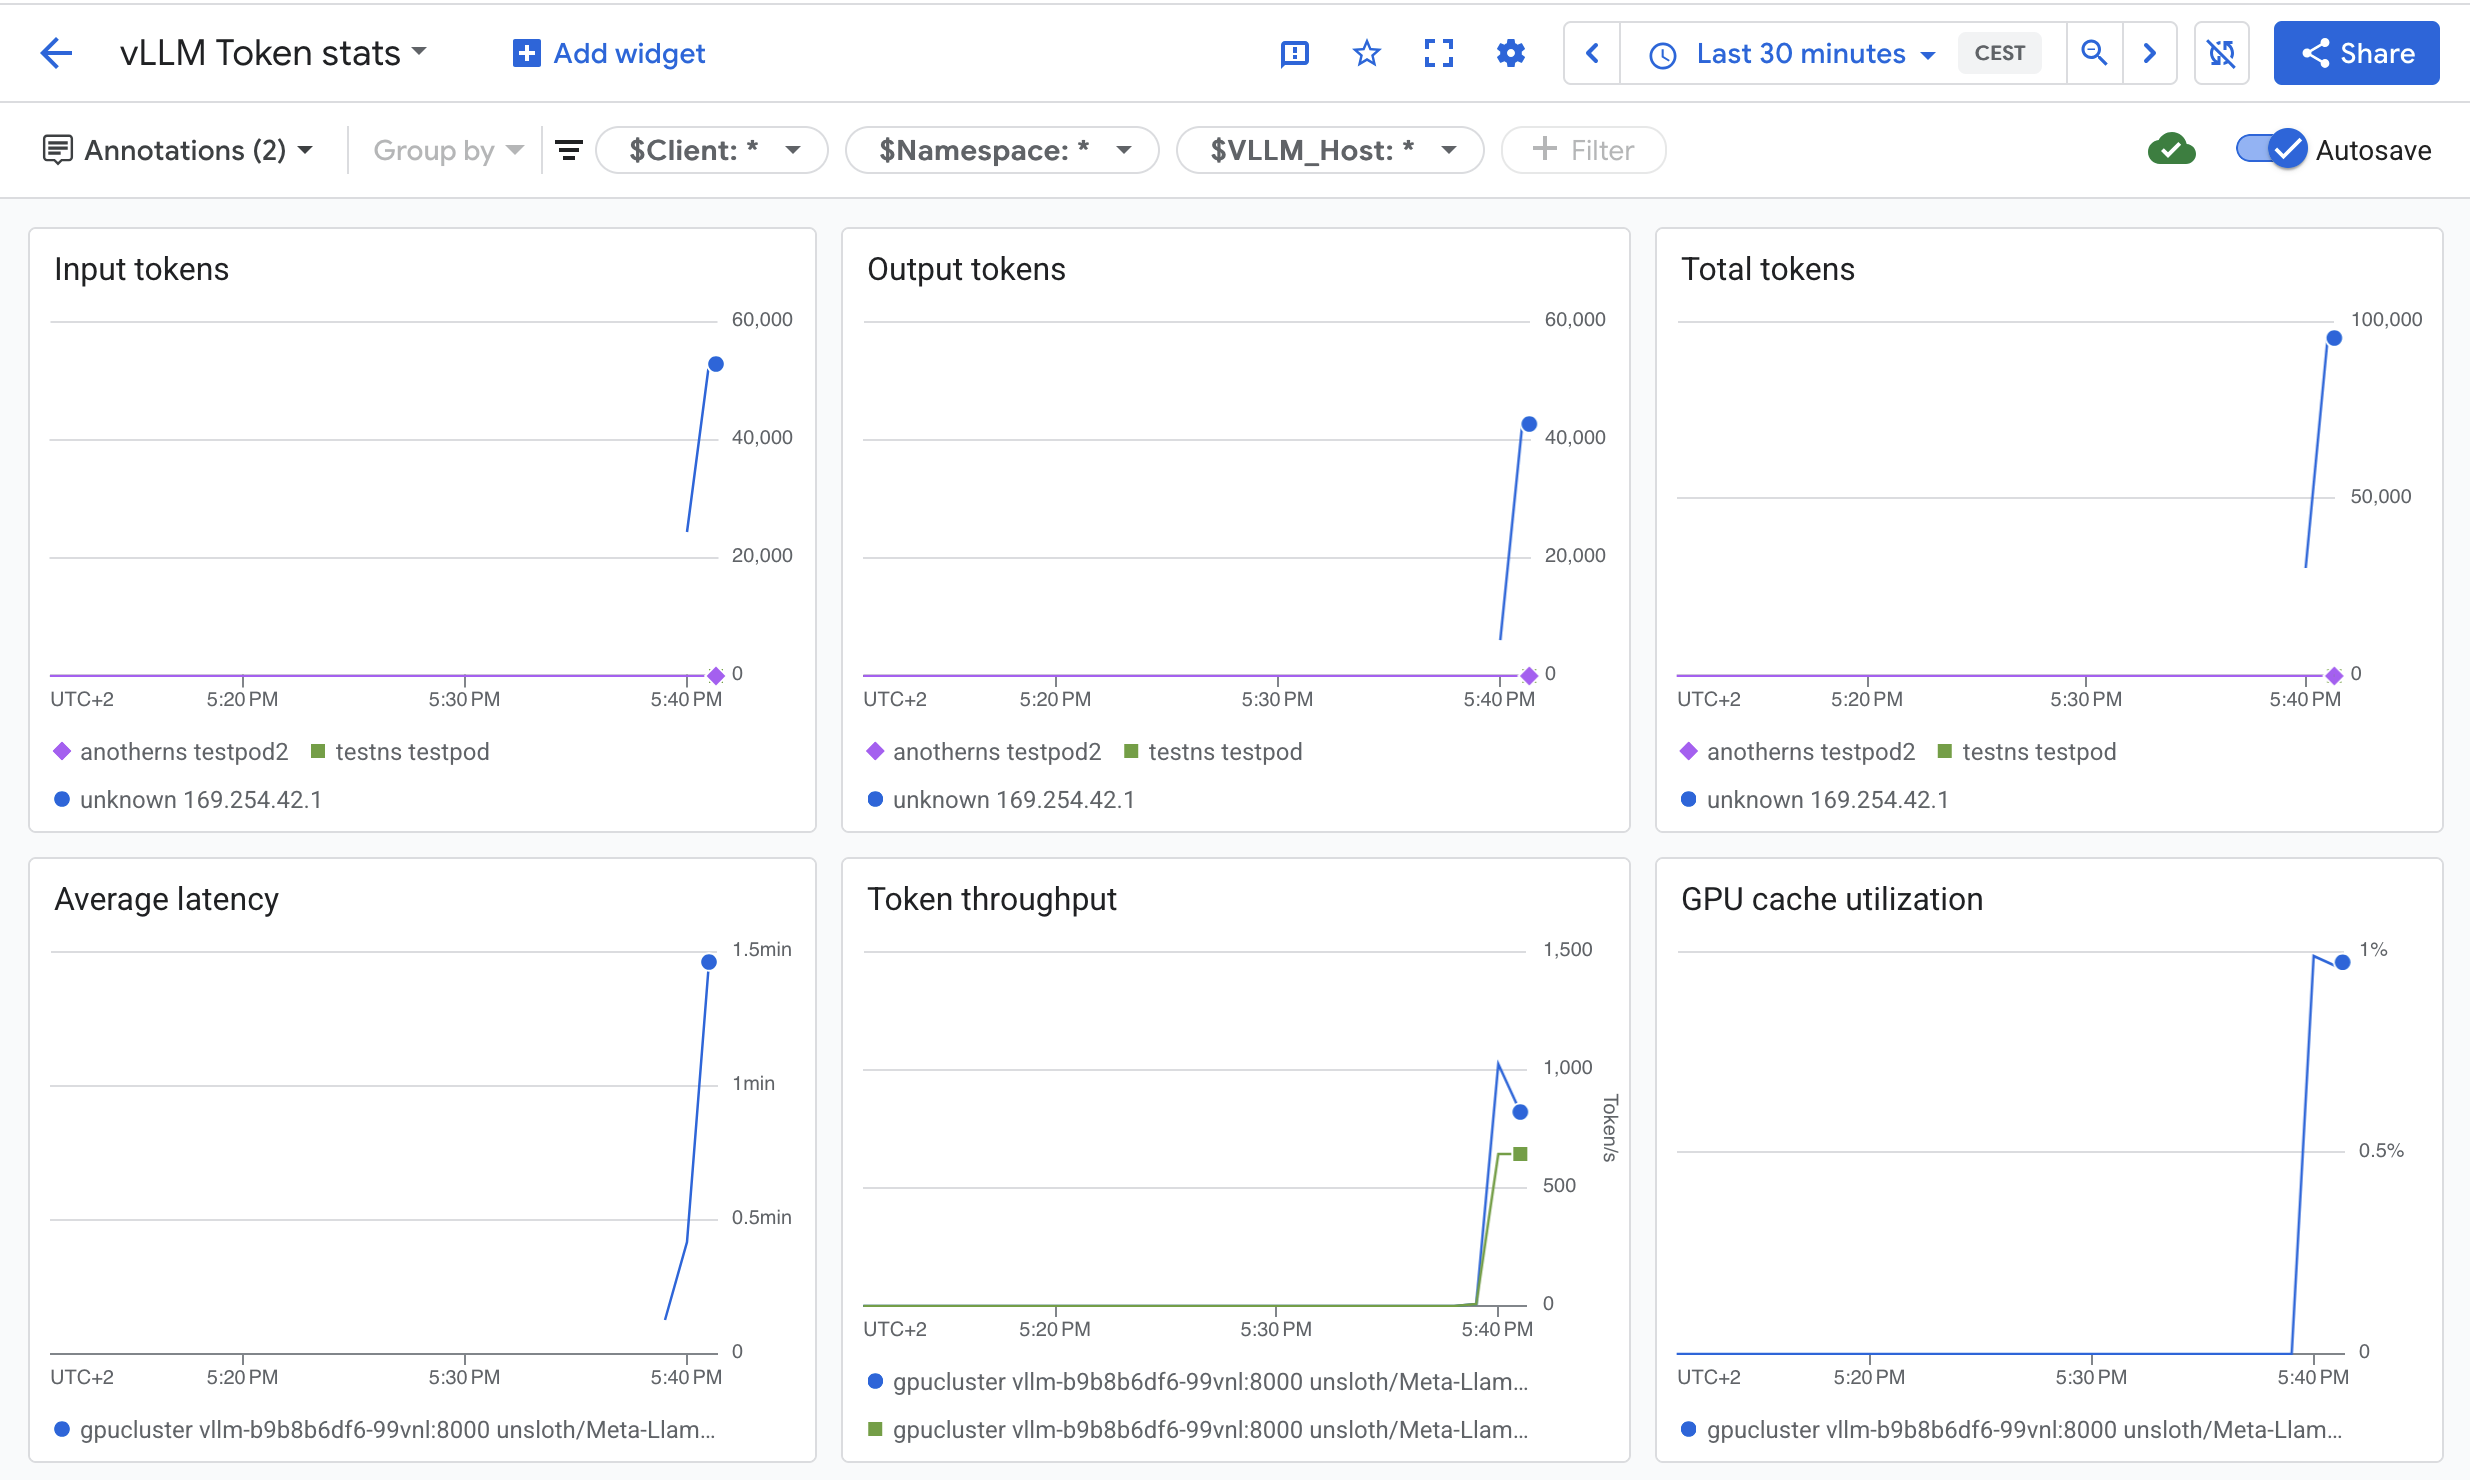 vLLM Token stats
Add widget
Last 30 minutes
CEST
Share
Annotations (2)
Group by
$Client: *
$Namespace: *
$VLLM_Host: *
Filter
Autosave
Input tokens
60,000
40,000
20,000
0
UTC+2 5:20 PM 5:30 PM 5:40 PM
anotherns testpod2 testns testpod
unknown 169.254.42.1
Output tokens
60,000
40,000
20,000
0
UTC+2 5:20 PM 5:30 PM 5:40 PM
anotherns testpod2 testns testpod
unknown 169.254.42.1
Total tokens
100,000
50,000
0
UTC+2 5:20 PM 5:30 PM 5:40 PM
anotherns testpod2 testns testpod
unknown 169.254.42.1
Average latency
1.5min
1min
0.5min
0
UTC+2 5:20 PM 5:30 PM 5:40 PM
gpucluster vllm-b9b8b6df6-99vnl:8000 unsloth/Meta-Llam...
Token throughput
1,500
1,000
500
0
Token/s
UTC+2 5:20 PM 5:30 PM 5:40 PM
gpucluster vllm-b9b8b6df6-99vnl:8000 unsloth/Meta-Llam...
gpucluster vllm-b9b8b6df6-99vnl:8000 unsloth/Meta-Llam...
GPU cache utilization
1%
0.5%
0
UTC+2 5:20 PM 5:30 PM 5:40 PM
gpucluster vllm-b9b8b6df6-99vnl:8000 unsloth/Meta-Llam...